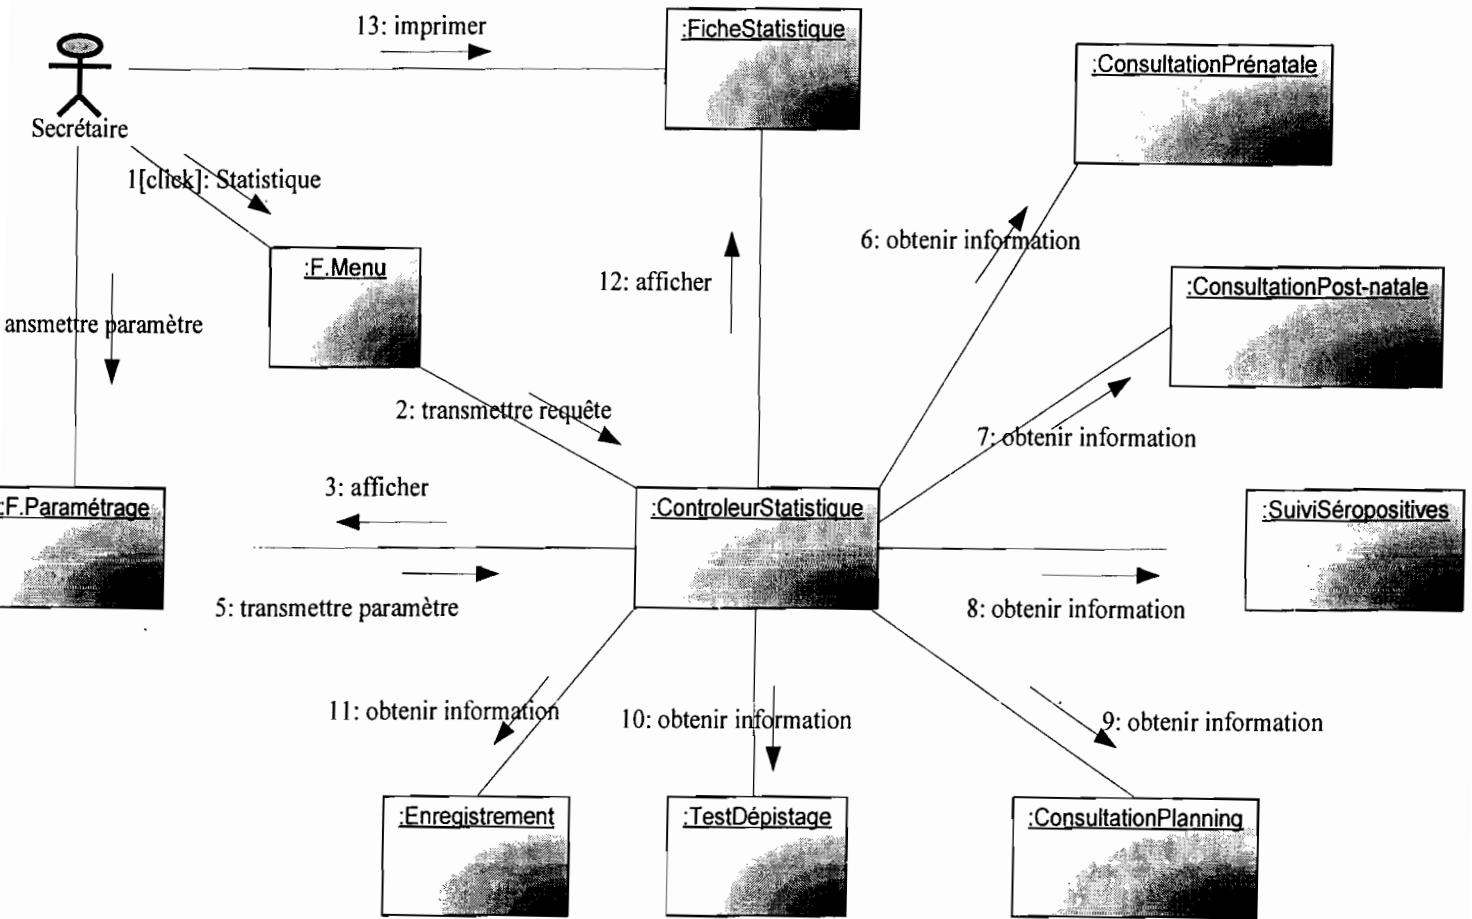 13: imprimer
:FicheStatistique
:ConsultationPrénatale
Secrétaire
1[click]: Statistique
6: obtenir information
:F.Menu
12: afficher
:ConsultationPost-natale
ansmettre paramètre
2: transmettre requête
7: obtenir information
3: afficher
:F.Paramétrage
:ControleurStatistique
:SuiviSéropositives
5: transmettre paramètre
8: obtenir information
11: obtenir information
10: obtenir information
9: obtenir information
:Enregistrement
:TestDépistage
:ConsultationPlanning